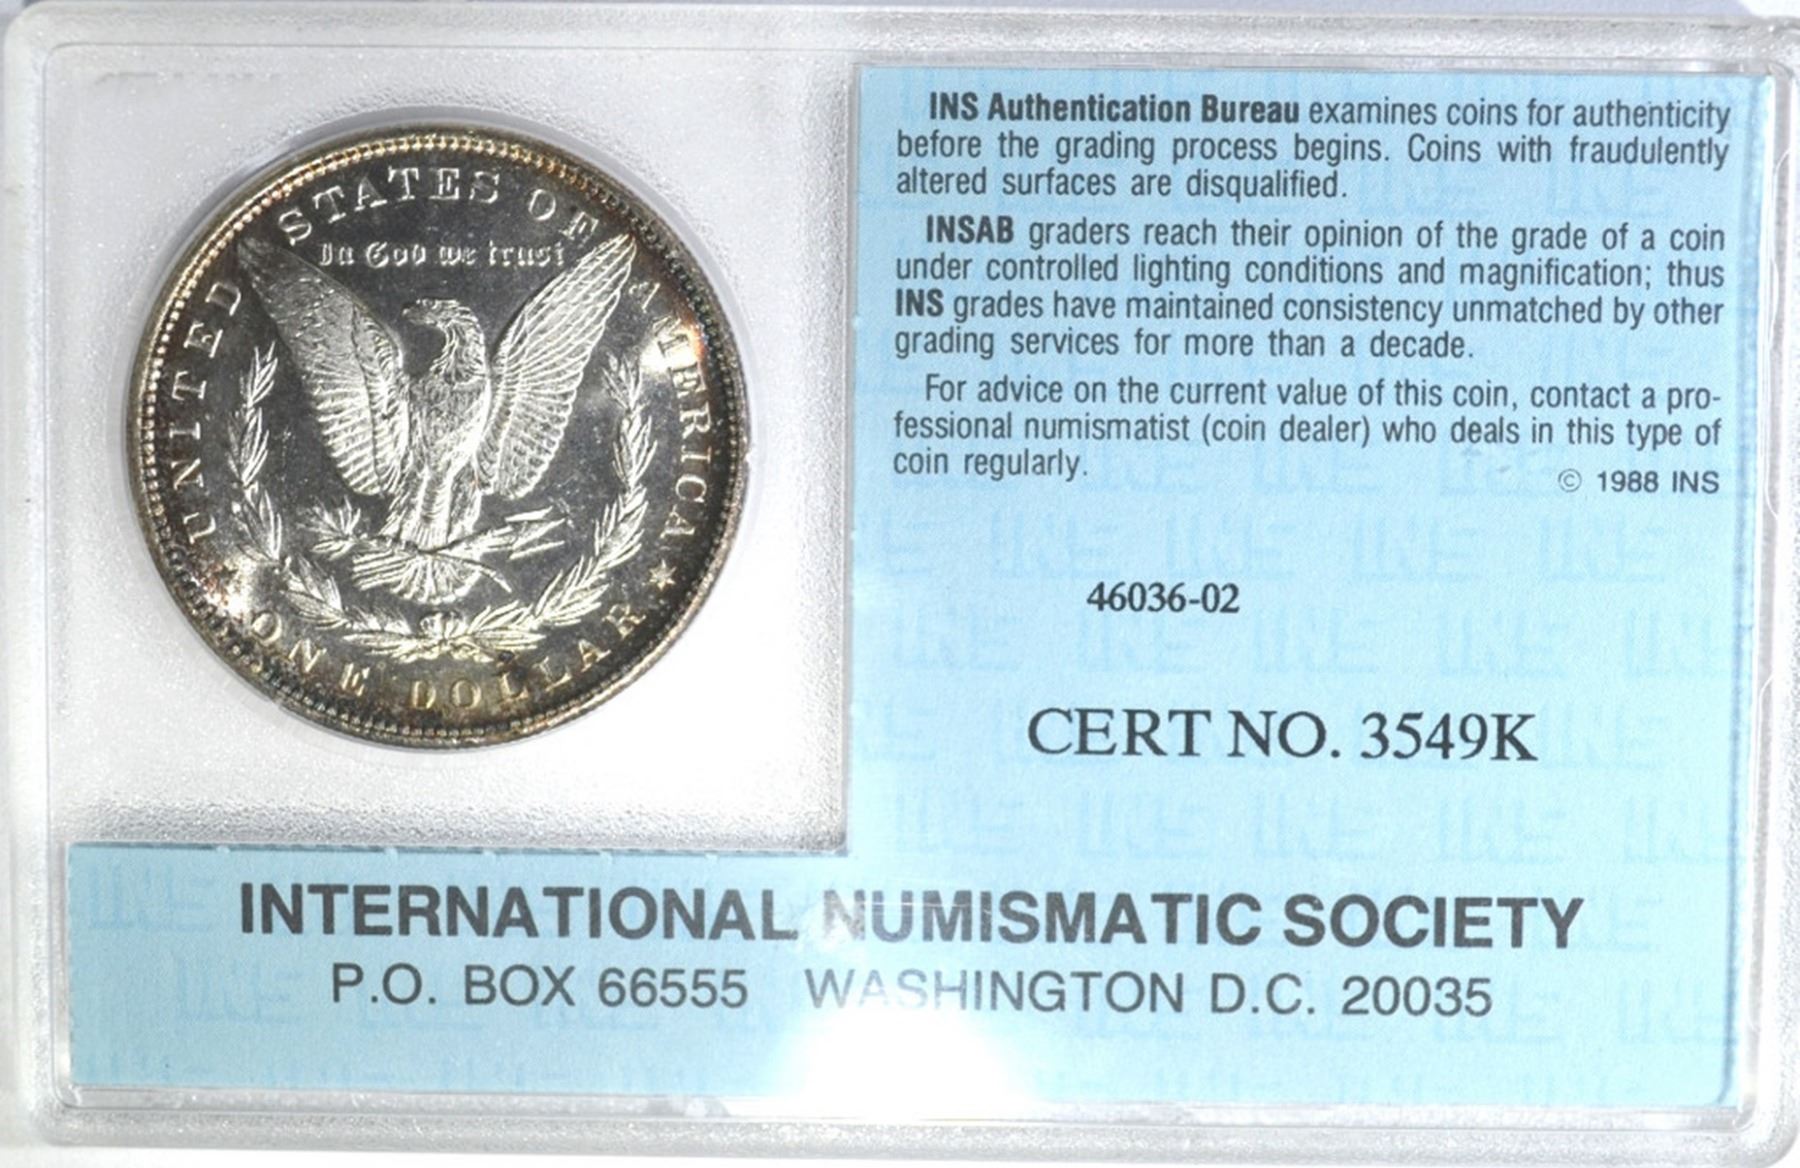 STATES OF
In God we trust
UNITED
AMERICA
ONE DOLLAR
INS Authentication Bureau examines coins for authenticity
before the grading process begins. Coins with fraudulently
altered surfaces are disqualified.
INSAB graders reach their opinion of the grade of a coin
under controlled lighting conditions and magnification; thus
INS grades have maintained consistency unmatched by other
grading services for more than a decade.
For advice on the current value of this coin, contact a pro-
fessional numismatist (coin dealer) who deals in this type of
coin regularly.
© 1988 INS
46036-02
CERT NO. 3549K
INTERNATIONAL NUMISMATIC SOCIETY
P.O. BOX 66555 WASHINGTON D.C. 20035